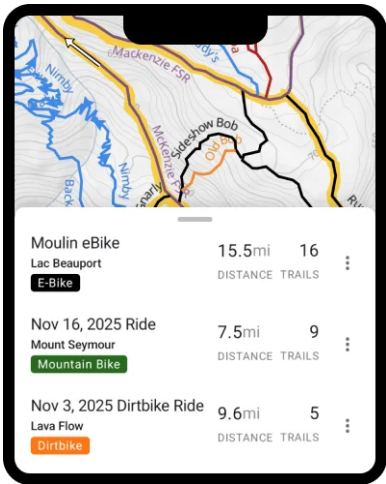 Mackenzie FSR
Nimby
McKenzie FSR
Sideshow Bob
Old Bob
Nimby
Moulin eBike
15.5mi 16
Lac Beauport
DISTANCE TRAILS
E-Bike
Nov 16, 2025 Ride
7.5mi 9
Mount Seymour
DISTANCE TRAILS
Mountain Bike
Nov 3, 2025 Dirtbike Ride
9.6mi 5
Lava Flow
DISTANCE TRAILS
Dirtbike